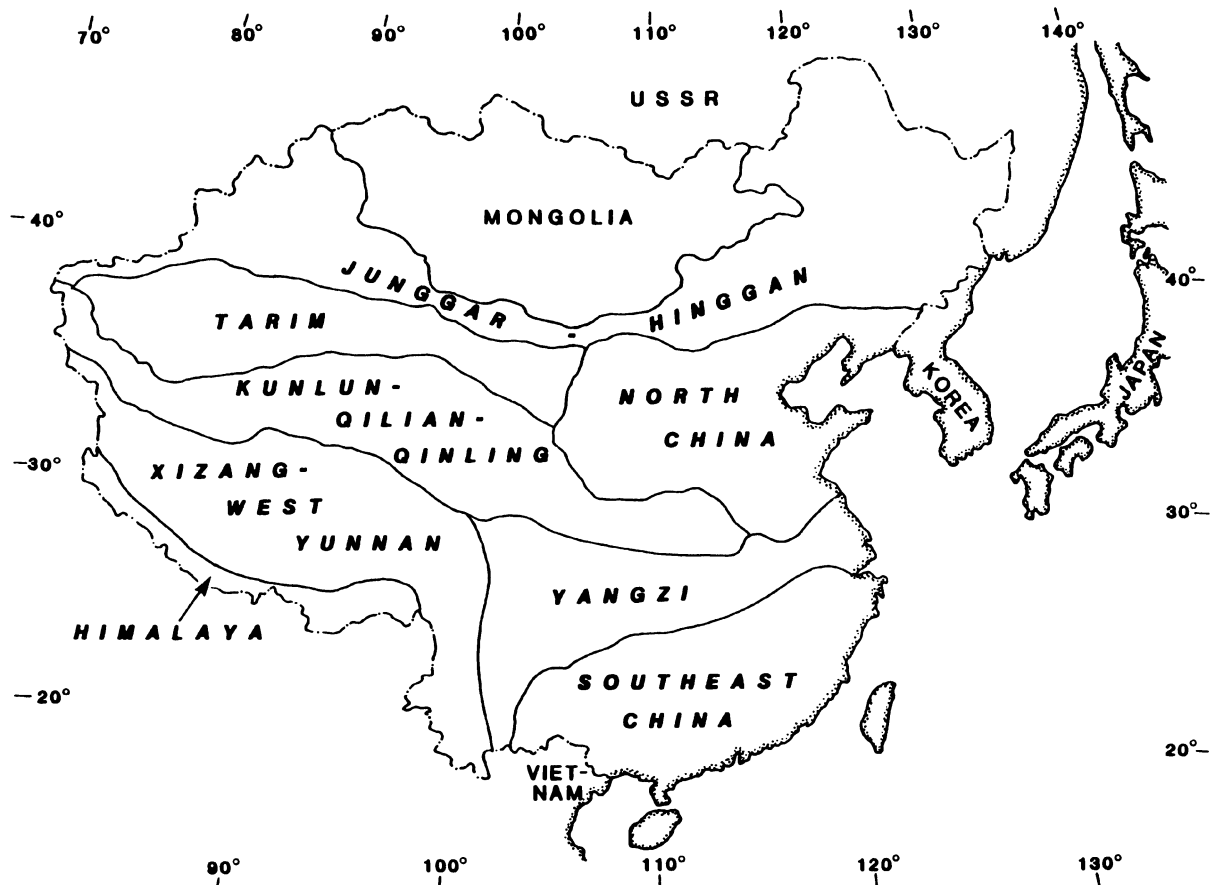 70° 80° 90° 100° 110° 120° 130° 140°
USSR
MONGOLIA
40°
JUNGGAR - HINGGAN
40°
TARIM
KUNLUN-
QILIAN-
QINLING
NORTH
CHINA
KOREA
JAPAN
30°
XIZANG-
WEST
YUNNAN
30°
YANGZI
HIMALAYA
SOUTHEAST
CHINA
20°
20°
VIET-
NAM
90° 100° 110° 120° 130°